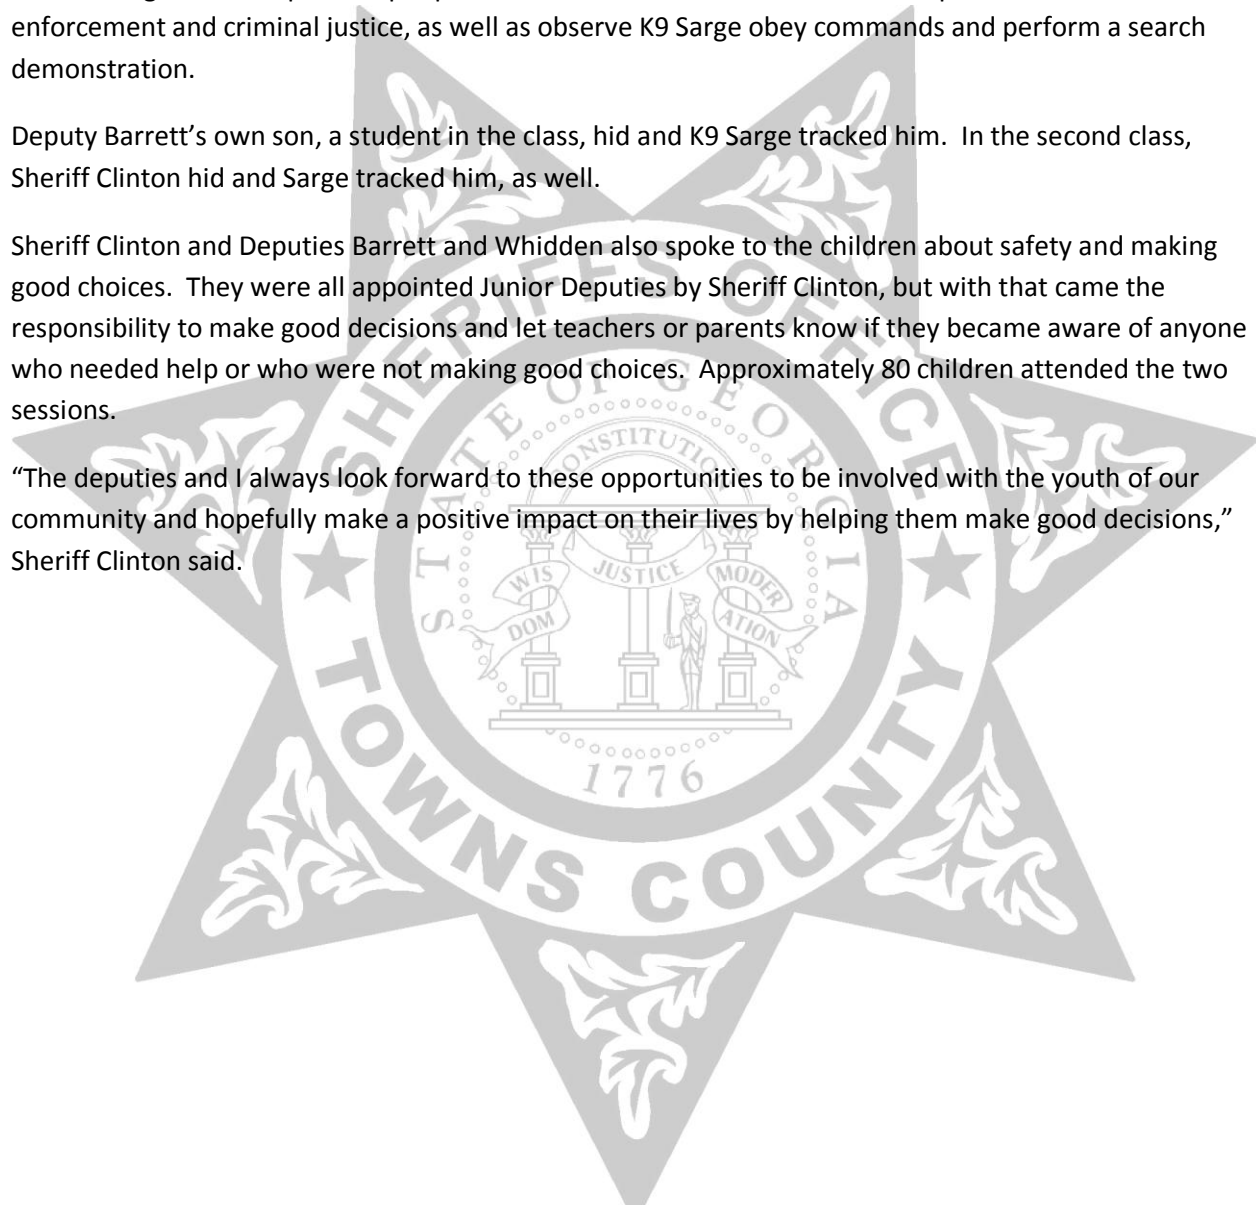 enforcement and criminal justice, as well as observe K9 Sarge obey commands and perform a search
demonstration.
Deputy Barrett’s own son, a student in the class, hid and K9 Sarge tracked him.  In the second class,
Sheriff Clinton hid and Sarge tracked him, as well.
Sheriff Clinton and Deputies Barrett and Whidden also spoke to the children about safety and making
good choices.  They were all appointed Junior Deputies by Sheriff Clinton, but with that came the
responsibility to make good decisions and let teachers or parents know if they became aware of anyone
who needed help or who were not making good choices.  Approximately 80 children attended the two
sessions.
“The deputies and I always look forward to these opportunities to be involved with the youth of our
community and hopefully make a positive impact on their lives by helping them make good decisions,”
Sheriff Clinton said.
SHERIFFS OFFICE
STATE OF GEORGIA
CONSTITUTION
WISDOM
JUSTICE
MODERATION
1776
TOWNS COUNTY